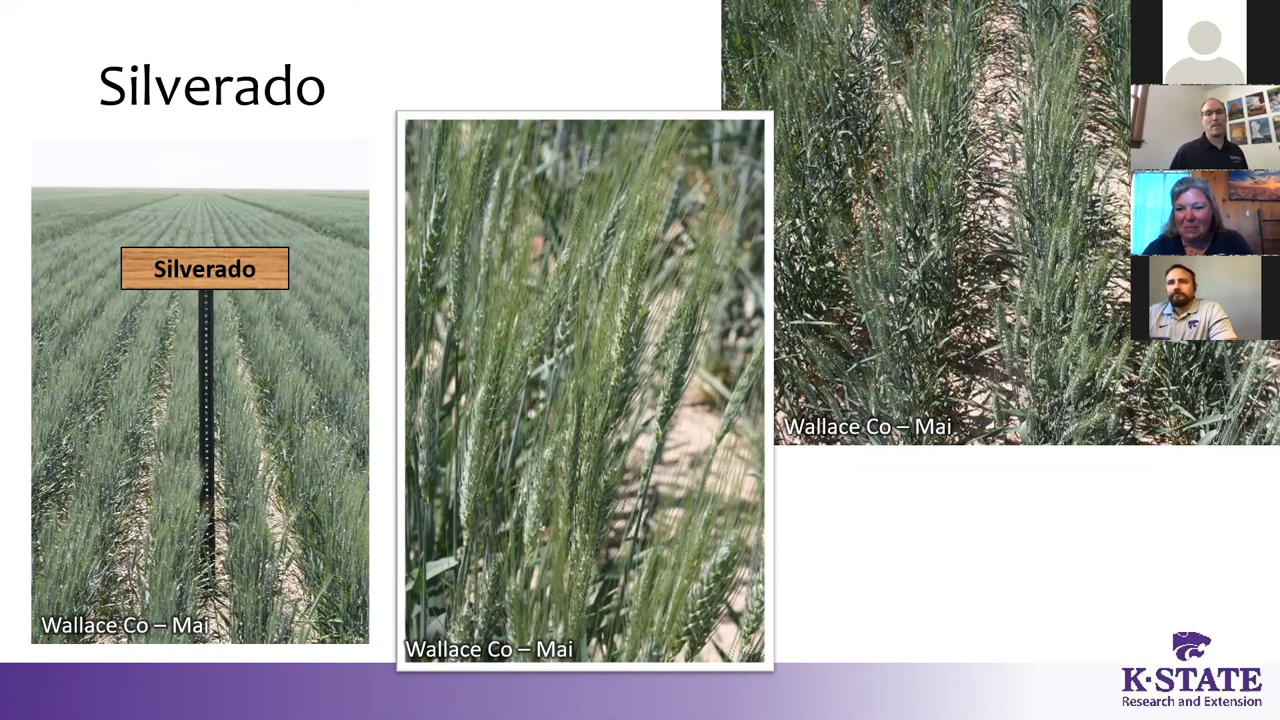 Silverado
Silverado
Wallace Co – Mai
Wallace Co – Mai
Wallace Co – Mai
K-STATE
Research and Extension